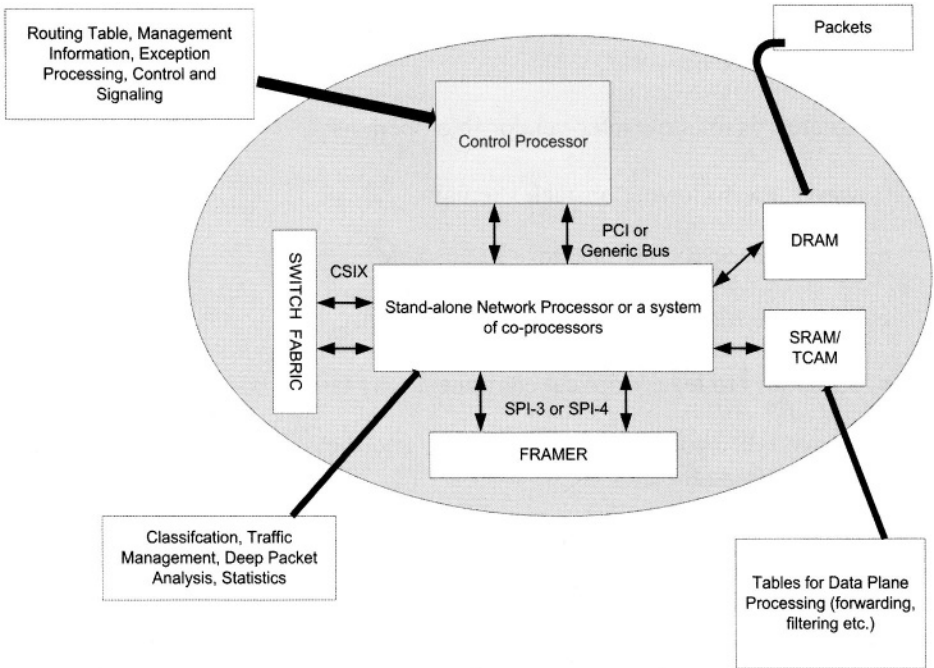 Routing Table, Management
Information, Exception
Processing, Control and
Signaling
Packets
Control Processor
PCI or
Generic Bus
DRAM
SWITCH FABRIC
CSIX
Stand-alone Network Processor or a system
of co-processors
SRAM/
TCAM
SPI-3 or SPI-4
FRAMER
Classifcation, Traffic
Management, Deep Packet
Analysis, Statistics
Tables for Data Plane
Processing (forwarding,
filtering etc.)